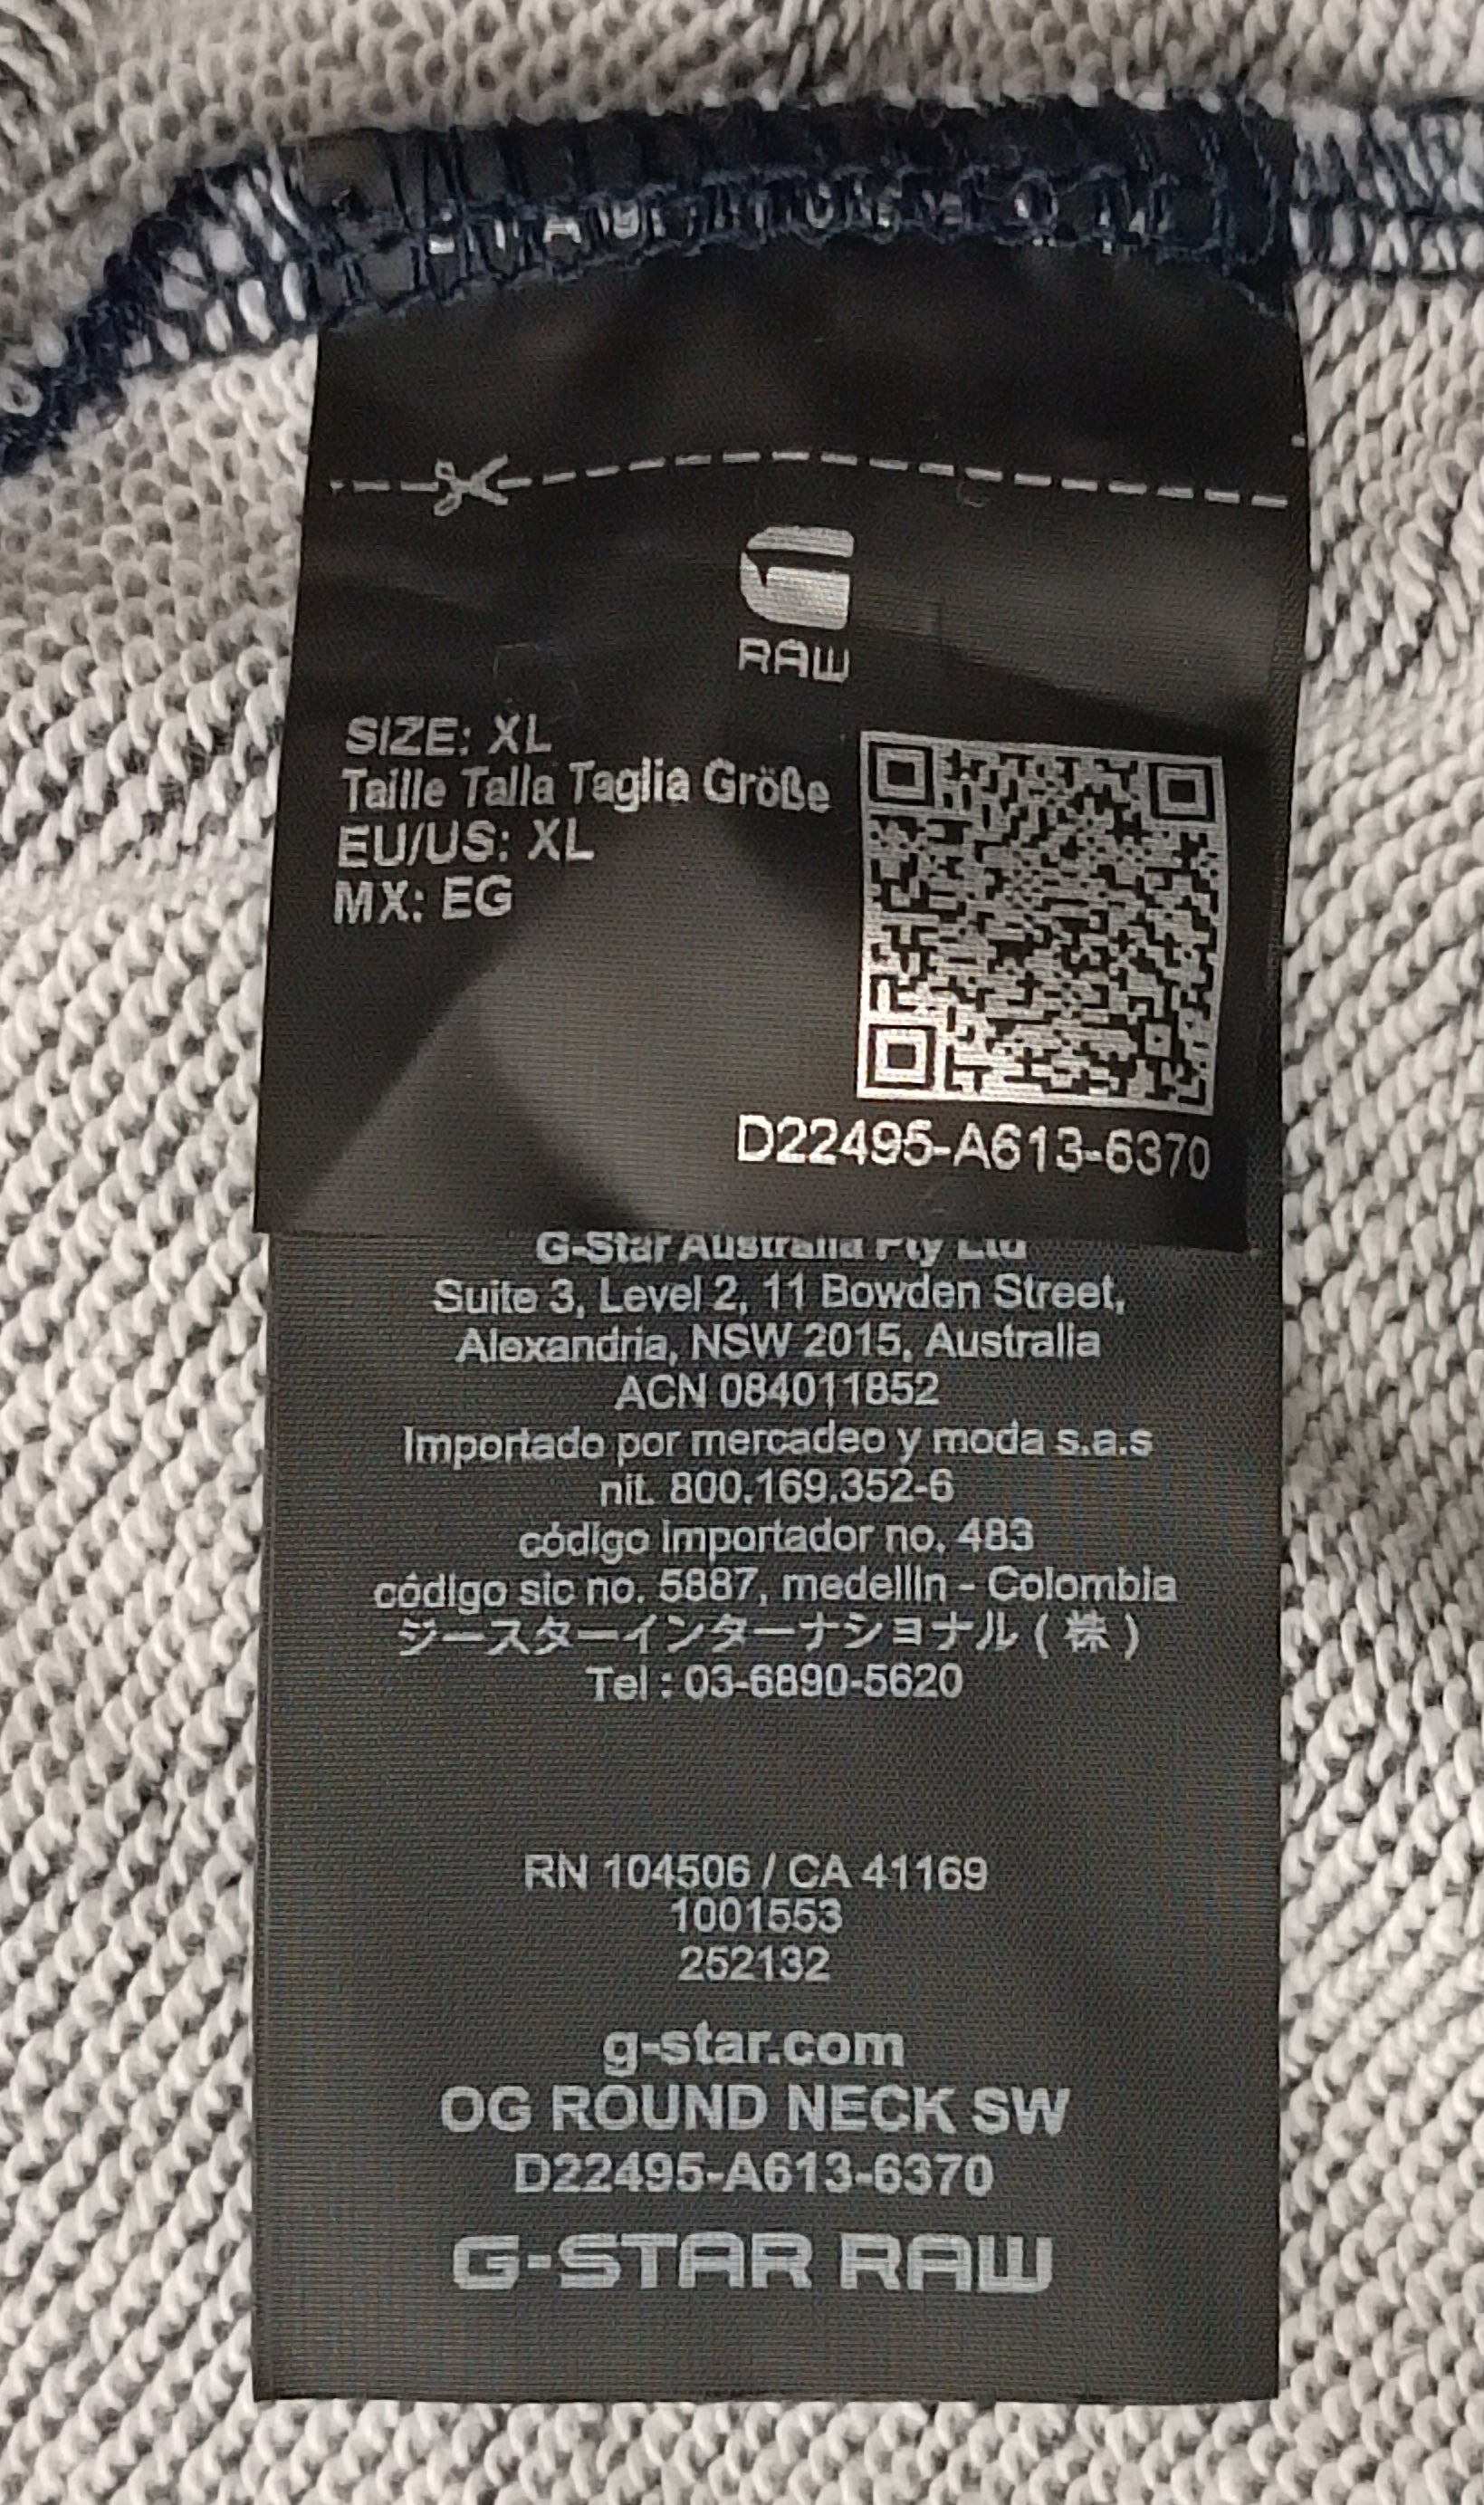 RAW
SIZE: XL
Taille Talla Taglia Größe
EU/US: XL
MX: EG
D22495-A613-6370
G-Star Australia Pty Ltd
Suite 3, Level 2, 11 Bowden Street,
Alexandria, NSW 2015, Australia
ACN 084011852
Importado por mercadeo y moda s.a.s
nit. 800.169.352-6
código importador no. 483
código sic no. 5887, medellin - Colombia
ジースターインターナショナル ( 株 )
Tel : 03-6890-5620
RN 104506 / CA 41169
1001553
252132
g-star.com
OG ROUND NECK SW
D22495-A613-6370
G-STAR RAW